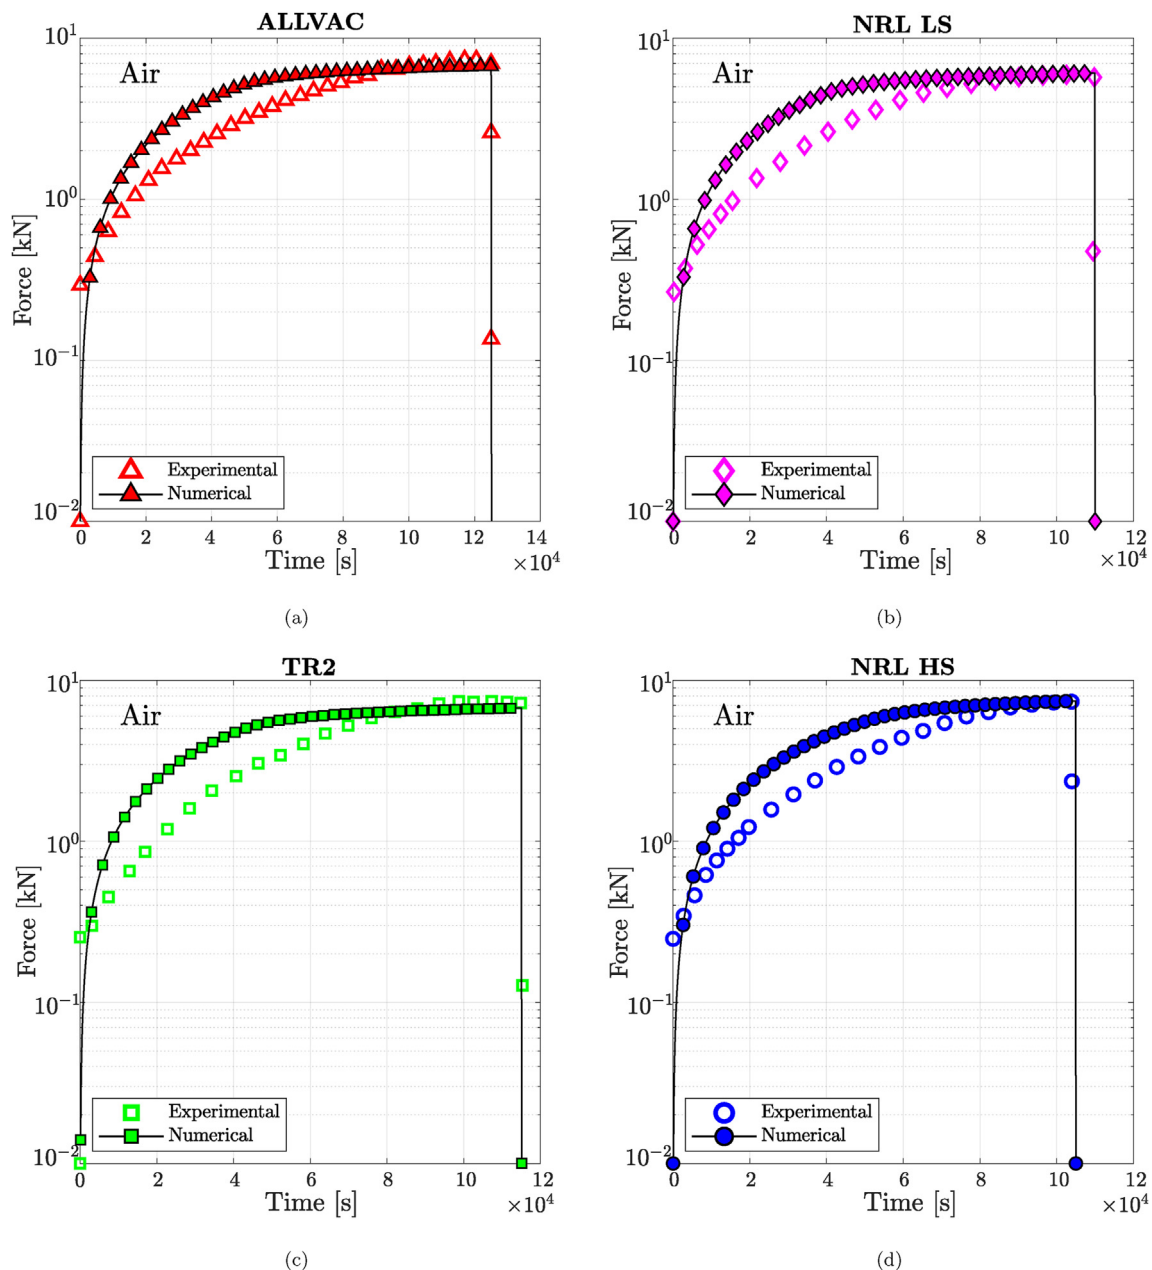 ALLVAC
10^1
Air
10^0
Force [kN]
10^-1
Experimental
Numerical
10^-2
0 2 4 6 8 10 12 14
Time [s]
×10^4
(a)
NRL LS
10^1
Air
10^0
Force [kN]
10^-1
Experimental
Numerical
10^-2
0 2 4 6 8 10 12
Time [s]
×10^4
(b)
TR2
10^1
Air
10^0
Force [kN]
10^-1
Experimental
Numerical
10^-2
0 2 4 6 8 10 12
Time [s]
×10^4
(c)
NRL HS
10^1
Air
10^0
Force [kN]
10^-1
Experimental
Numerical
10^-2
0 2 4 6 8 10 12
Time [s]
×10^4
(d)